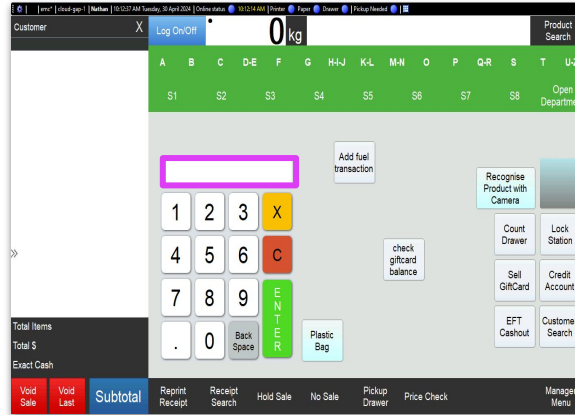 emc* | cloud-gap-1 | Nathan | 10:12:37 AM Tuesday, 30 April 2024 | Online status 10:12:14 AM | Printer Paper Drawer | Pickup Needed
Customer X Log On/Off 0 kg Product Search
A B C D-E F G H-I-J K-L M-N O P Q-R S T U-Z
S1 S2 S3 S4 S5 S6 S7 S8 Open
Add fuel
transaction
Recognise
Product with
Camera
1 2 3 X
Count
Drawer
Lock
Station
4 5 6 C
check
giftcard
balance
»
Sell
GiftCard
Credit
Account
7 8 9 ENTER
EFT
Cashout
Custome
Search
. 0 Back
Space
Plastic
Bag
Total Items
Total $
Exact Cash
Void
Sale
Void
Last
Subtotal
Reprint
Receipt
Receipt
Search
Hold Sale
No Sale
Pickup
Drawer
Price Check
Manager
Menu